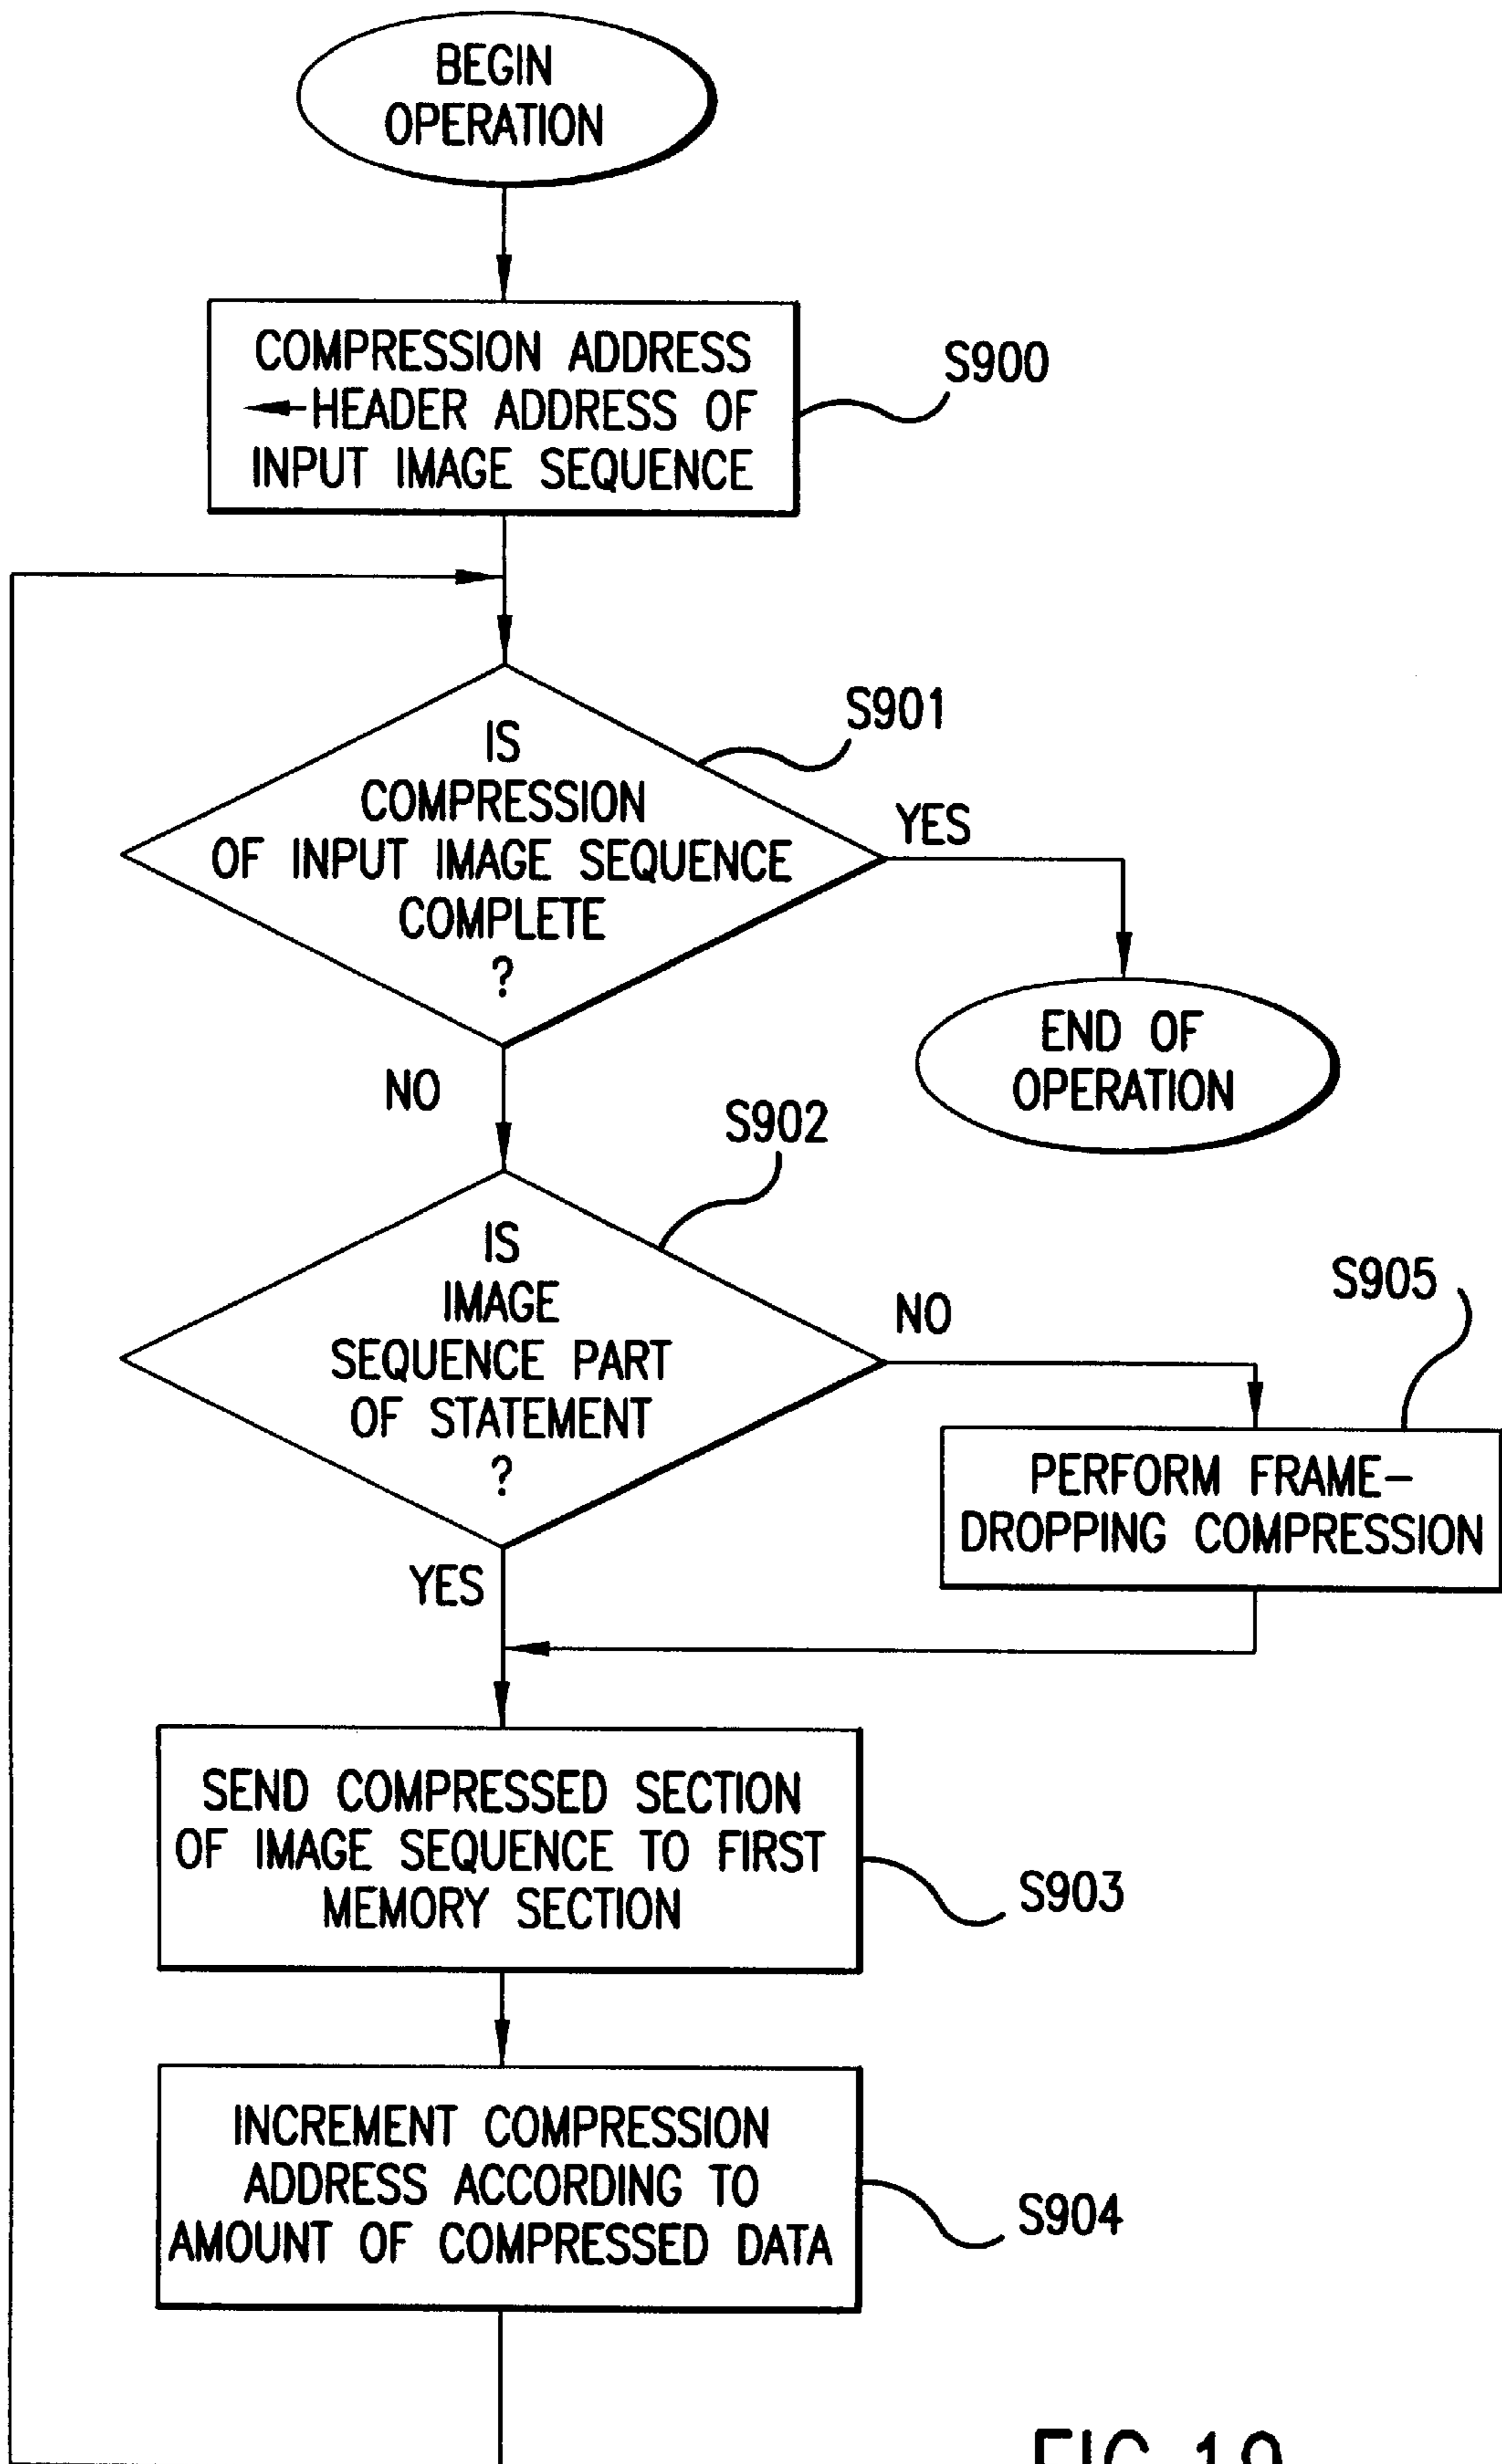 BEGIN
OPERATION
COMPRESSION ADDRESS
←HEADER ADDRESS OF
INPUT IMAGE SEQUENCE
S900
IS
COMPRESSION
OF INPUT IMAGE SEQUENCE
COMPLETE
?
S901
YES
END OF
OPERATION
NO
S902
IS
IMAGE
SEQUENCE PART
OF STATEMENT
?
NO
S905
PERFORM FRAME–
DROPPING COMPRESSION
YES
SEND COMPRESSED SECTION
OF IMAGE SEQUENCE TO FIRST
MEMORY SECTION
S903
INCREMENT COMPRESSION
ADDRESS ACCORDING TO
AMOUNT OF COMPRESSED DATA
S904